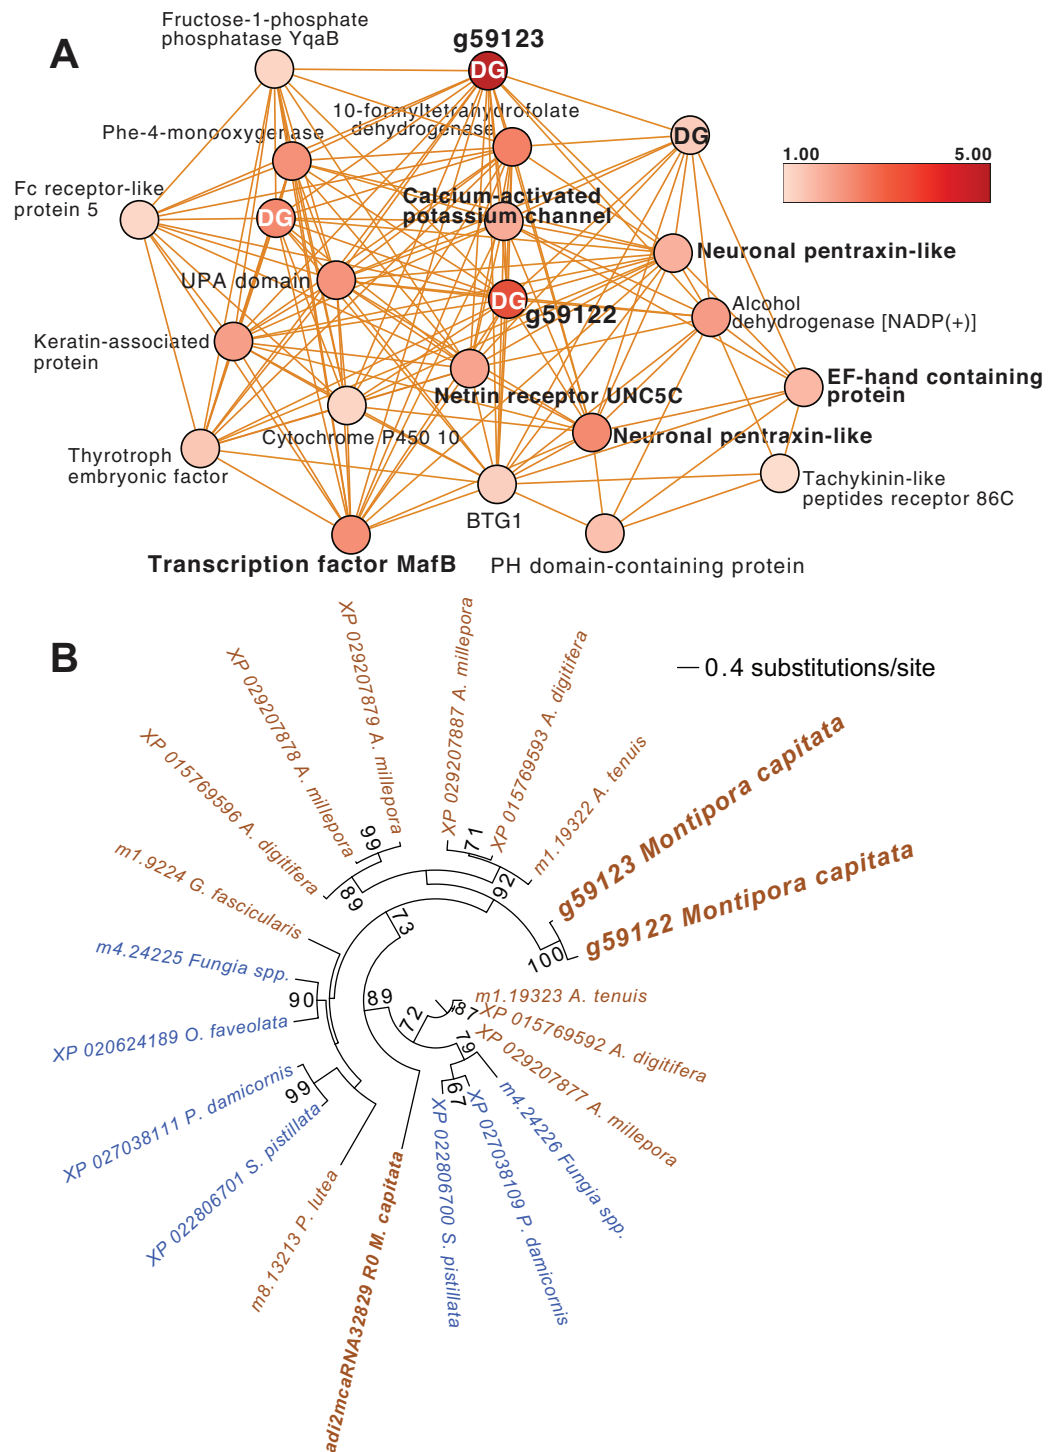 A
Fructose-1-phosphate
phosphatase YqaB
g59123
DG
10-formyltetrahydrofolate
dehydrogenase
DG
1.00
5.00
Phe-4-monooxygenase
Fc receptor-like
protein 5
DG
Calcium-activated
potassium channel
Neuronal pentraxin-like
UPA domain
DG
g59122
Alcohol
dehydrogenase [NADP(+)]
Keratin-associated
protein
EF-hand containing
protein
Netrin receptor UNC5C
Cytochrome P450 10
Neuronal pentraxin-like
Thyrotroph
embryonic factor
Tachykinin-like
peptides receptor 86C
BTG1
Transcription factor MafB
PH domain-containing protein
B
0.4 substitutions/site
XP 029207878 A. millepora
XP 029207879 A. millepora
XP 029207887 A. millepora
XP 015769593 A. digitifera
m1.19322 A. tenuis
g59123 Montipora capitata
g59122 Montipora capitata
XP 015769596 A. digitifera
m1.9224 G. fascicularis
m4.24225 Fungia spp.
XP 020624189 O. faveolata
XP 027038111 P. damicornis
XP 022806701 S. pistillata
m8.13213 P. lutea
adi2mcaRNA32829 R0 M. capitata
XP 022806700 S. pistillata
XP 027038109 P. damicornis
m4.24226 Fungia spp.
XP 029207877 A. millepora
XP 015769592 A. digitifera
m1.19323 A. tenuis
99
89
71
92
100
73
90
89
99
72
87
79
67